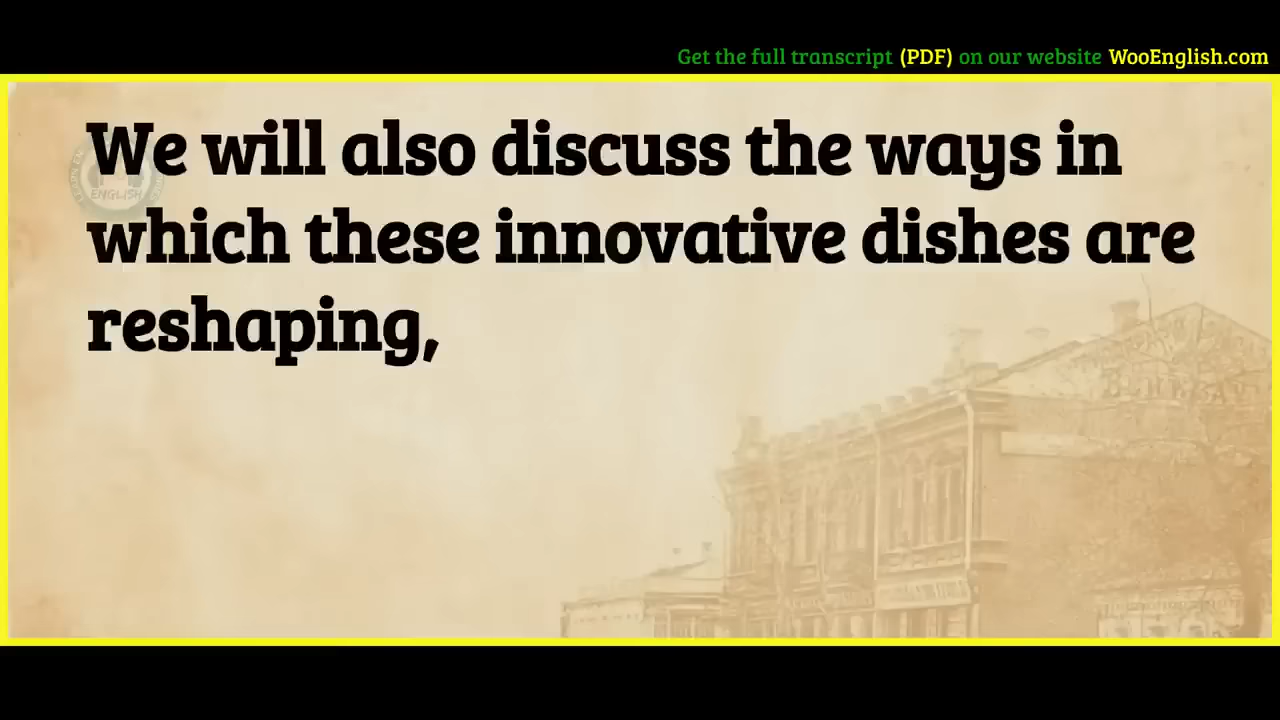 Get the full transcript (PDF) on our website WooEnglish.com
We will also discuss the ways in
which these innovative dishes are
reshaping,
ENGLISH